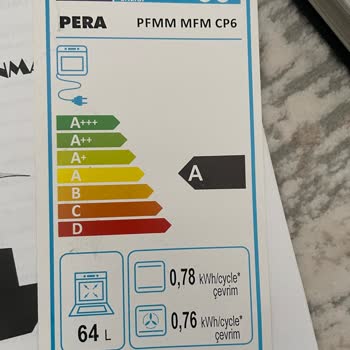 PERA PFMM MFM CP6
A+++
A++
A+
A
B
C
D
A
64 L
0,78 kWh/cycle*
çevrim
0,76 kWh/cycle*
çevrim